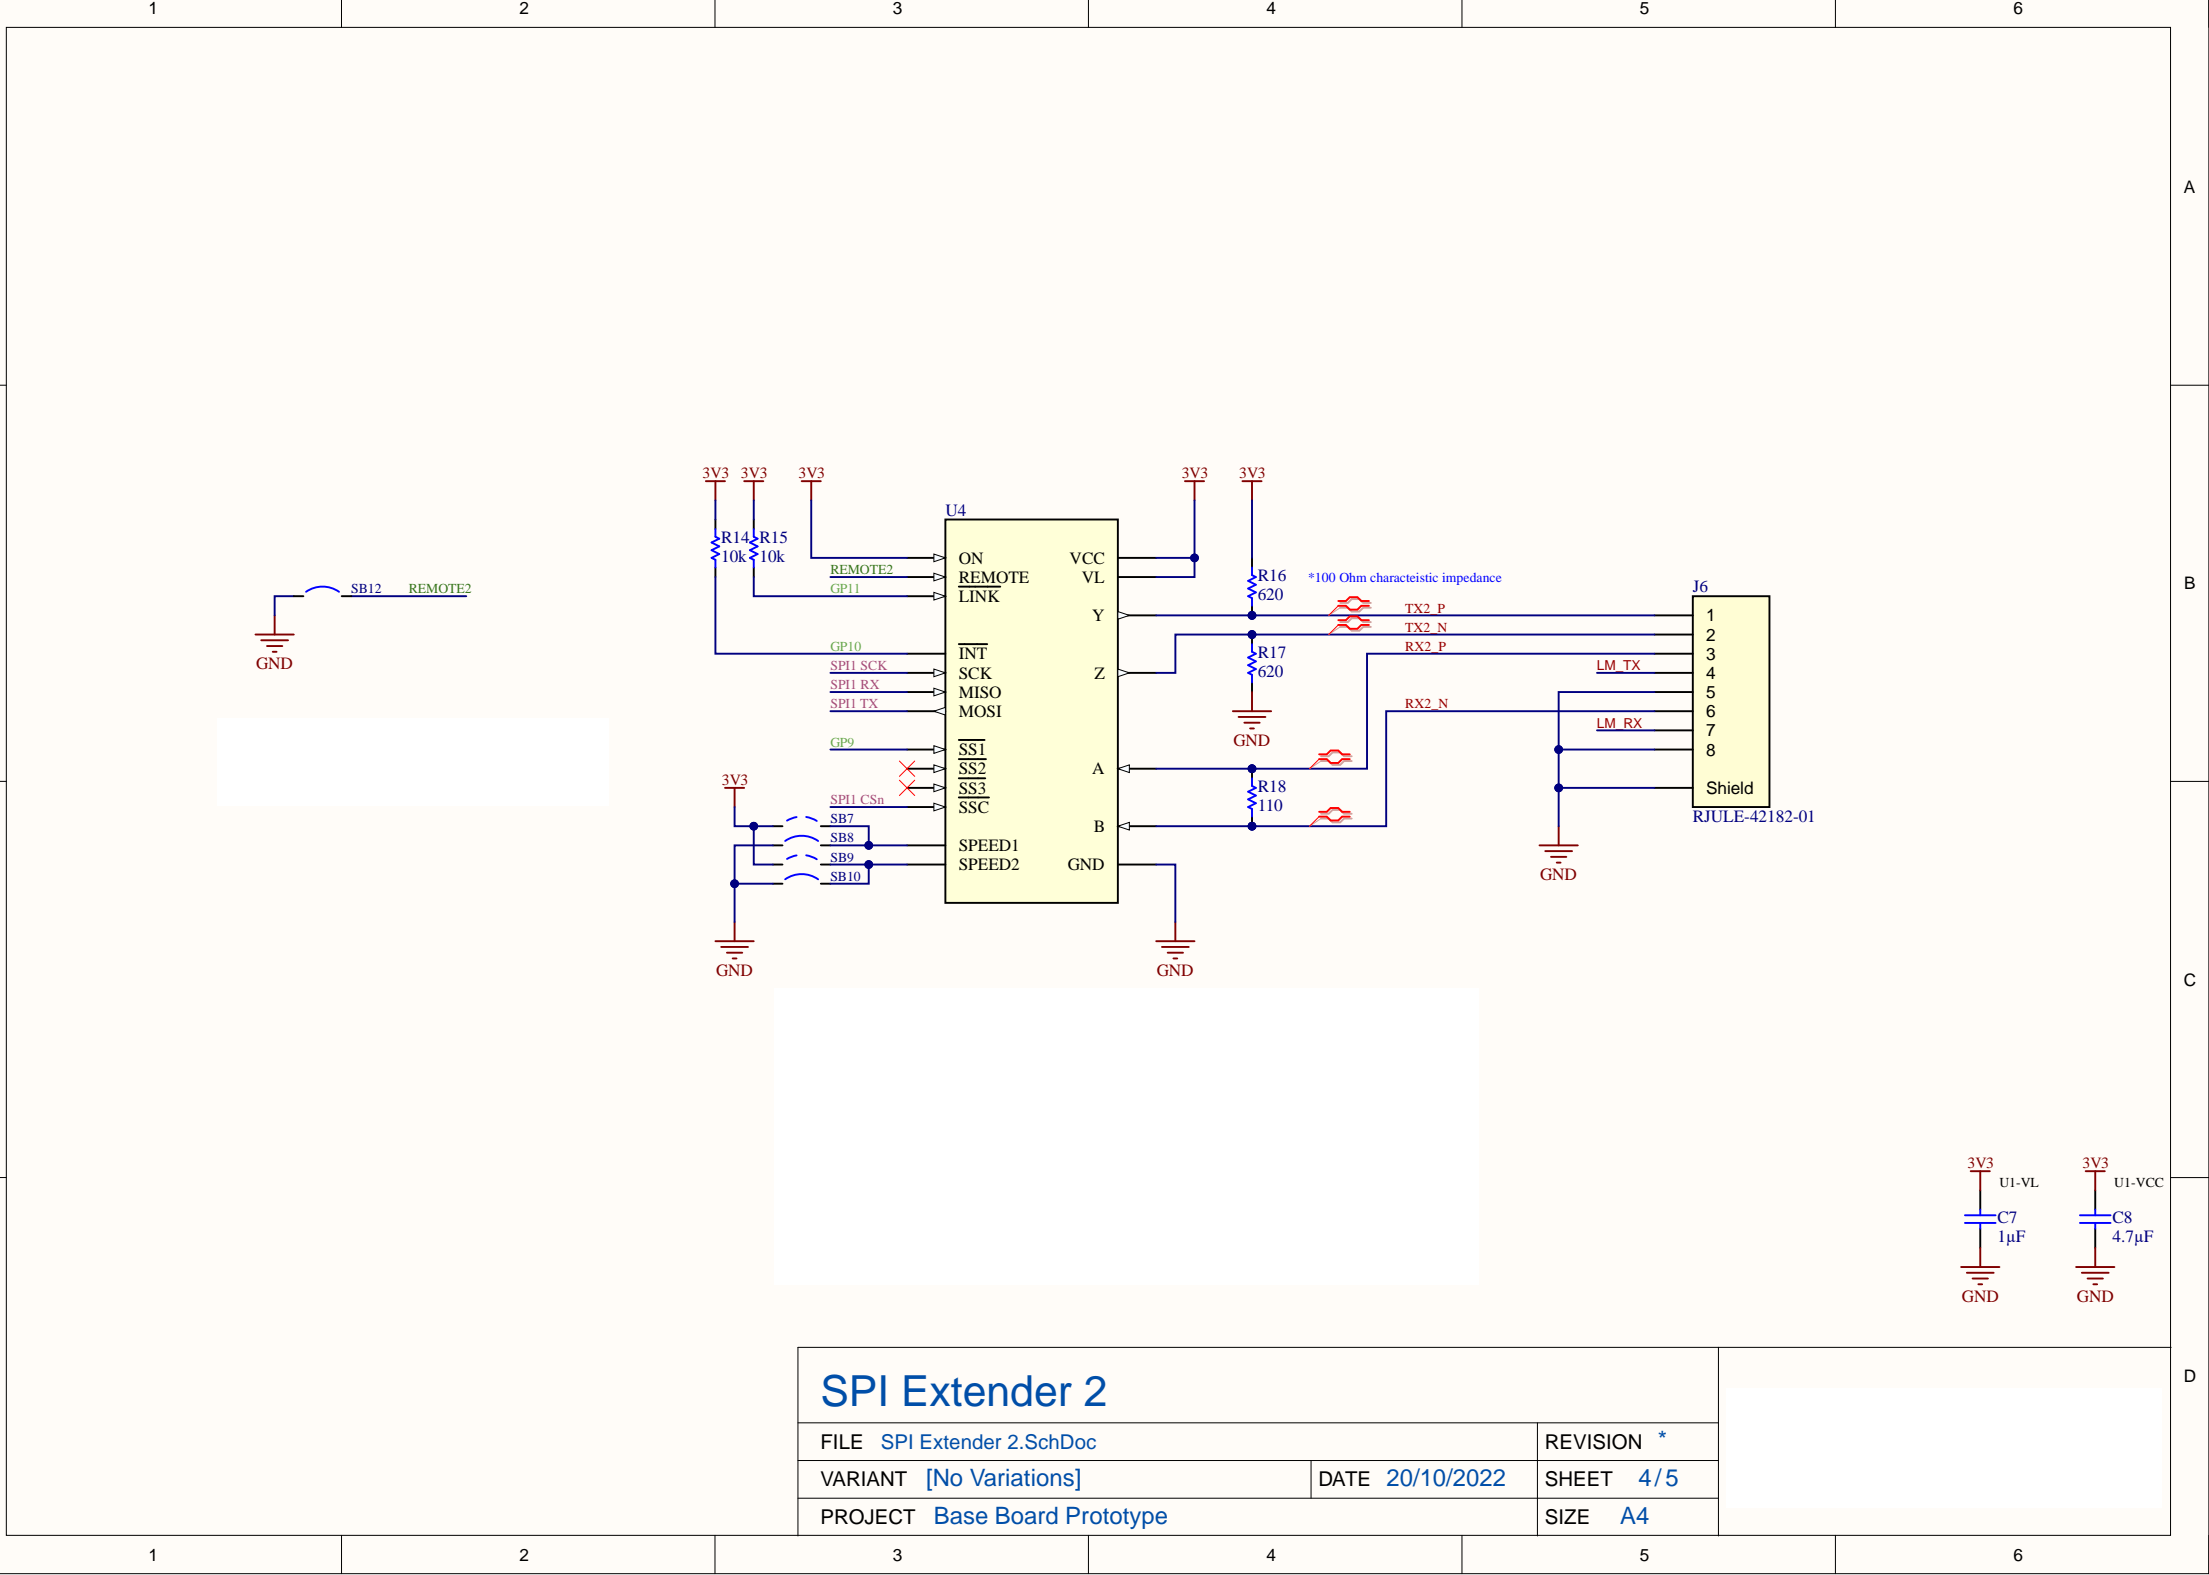 1 2 3 4 5 6
A
3V3 3V3 3V3 3V3 3V3
U4
R14 R15
10k 10k
ON VCC
REMOTE2 REMOTE VL
GP11 LINK
R16
620
*100 Ohm characteistic impedance
SB12 REMOTE2
GND
B
J6
Y TX2_P 1
TX2_N 2
GP10 INT RX2_P 3
R17
620
SPI1 SCK SCK Z LM_TX 4
SPI1 RX MISO 5
SPI1 TX MOSI RX2_N 6
LM_RX 7
GND
GP9 SS1 8
SS2 A
3V3
SS3 Shield
R18
110
SPI1 CSn SSC
RJULE-42182-01
SB7 B
SB8 SPEED1
SB9 SPEED2 GND
SB10
GND
GND GND
C
3V3 3V3
U1-VL U1-VCC
C7 C8
1µF 4.7µF
GND GND
D
SPI Extender 2
FILE SPI Extender 2.SchDoc REVISION *
VARIANT [No Variations] DATE 20/10/2022 SHEET 4/5
PROJECT Base Board Prototype SIZE A4
1 2 3 4 5 6